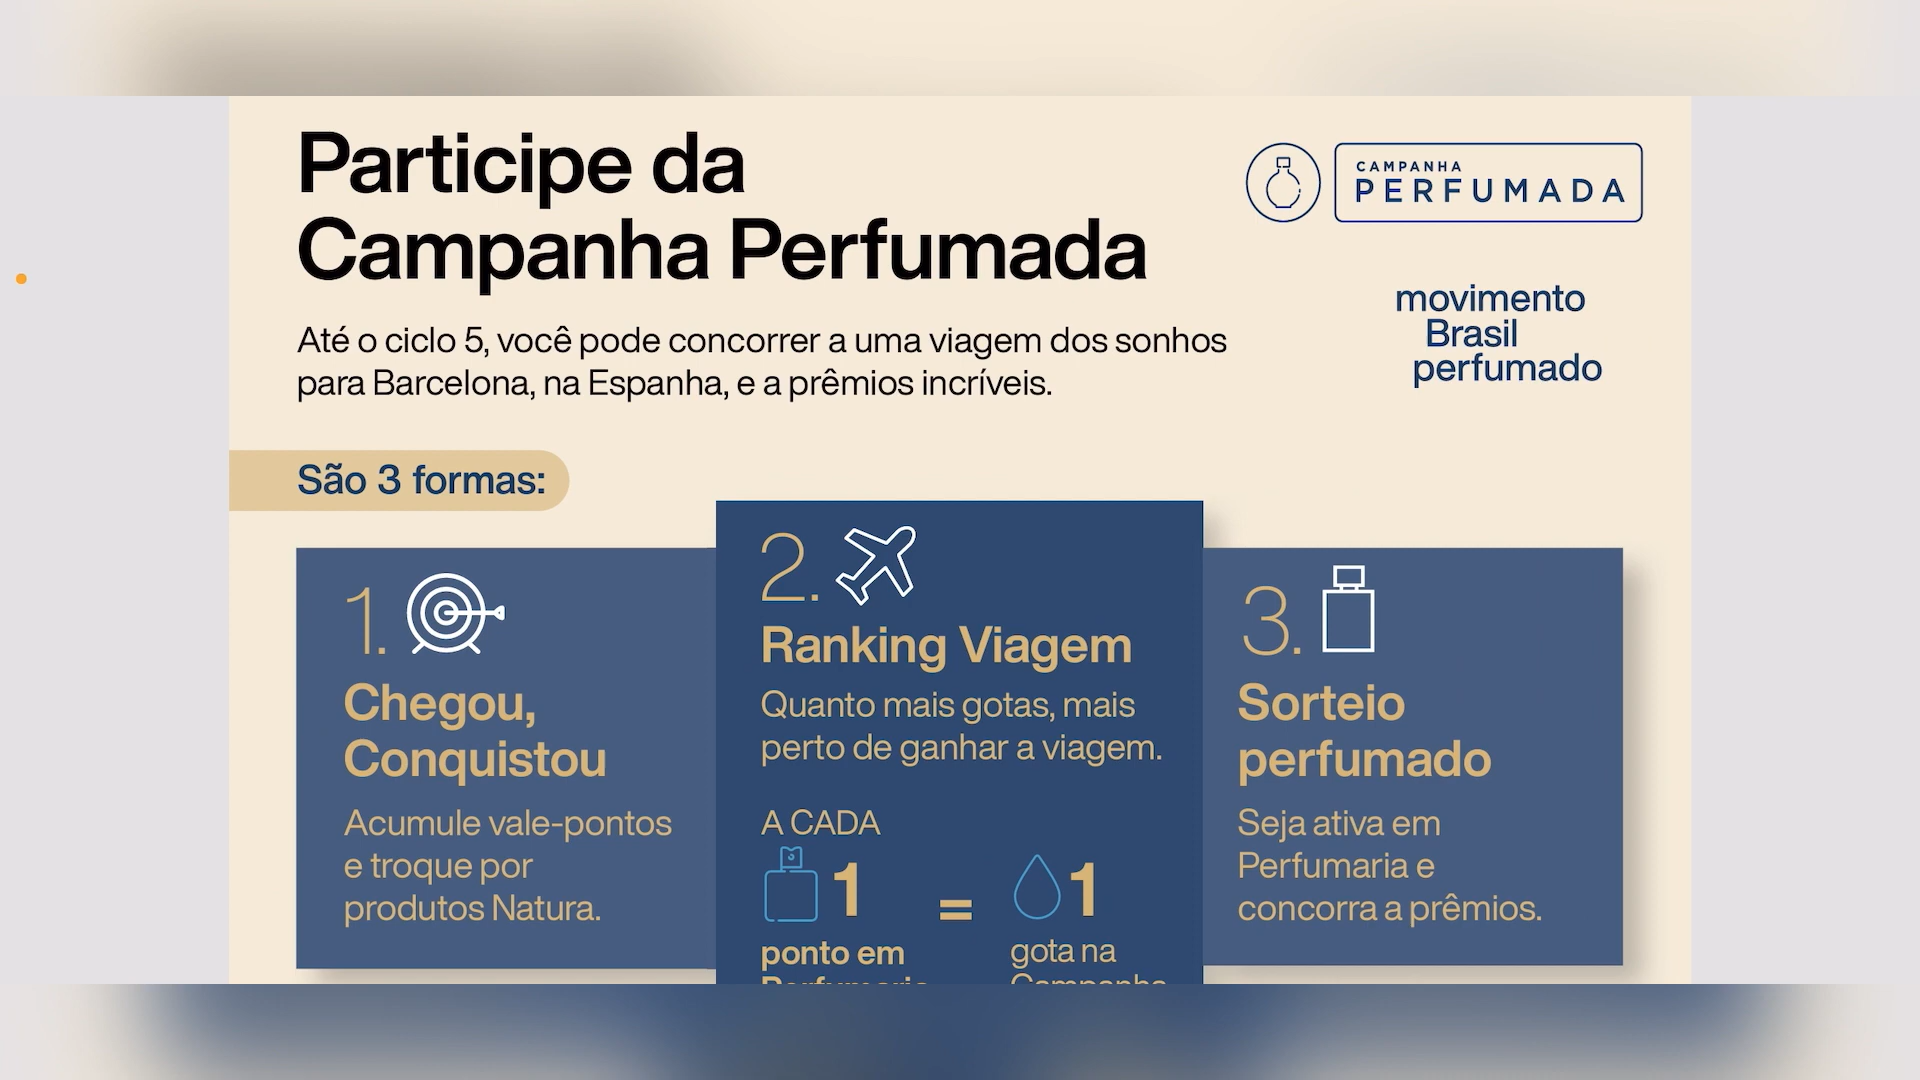 Participe da
Campanha Perfumada
CAMPANHA
PERFUMADA
movimento
Brasil
perfumado
Até o ciclo 5, você pode concorrer a uma viagem dos sonhos
para Barcelona, na Espanha, e a prêmios incríveis.
São 3 formas:
1.
Chegou,
Conquistou
Acumule vale-pontos
e troque por
produtos Natura.
2.
Ranking Viagem
Quanto mais gotas, mais
perto de ganhar a viagem.
A CADA
1 = 1
ponto em
Perfumaria
gota na
Campanha
3.
Sorteio
perfumado
Seja ativa em
Perfumaria e
concorra a prêmios.